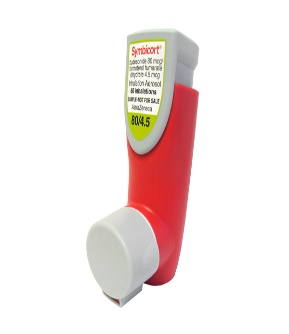 Symbicort®
budesonide 80 mcg/
formoterol fumarate
dihydrate 4.5 mcg
Inhalation Aerosol
60 inhalations
SAMPLE-NOT FOR SALE
AstraZeneca
80/4.5